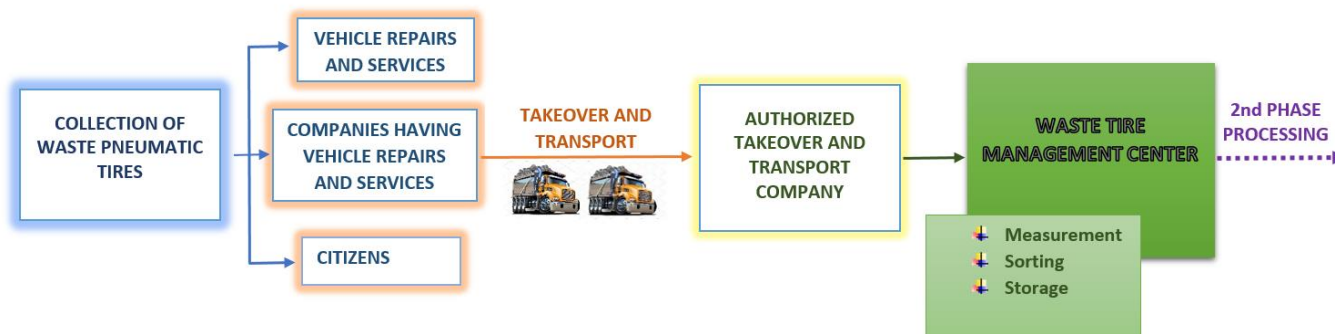 COLLECTION OF
WASTE PNEUMATIC
TIRES
VEHICLE REPAIRS
AND SERVICES
COMPANIES HAVING
VEHICLE REPAIRS
AND SERVICES
CITIZENS
TAKEOVER AND
TRANSPORT
AUTHORIZED
TAKEOVER AND
TRANSPORT
COMPANY
WASTE TIRE
MANAGEMENT CENTER
Measurement
Sorting
Storage
2nd PHASE
PROCESSING